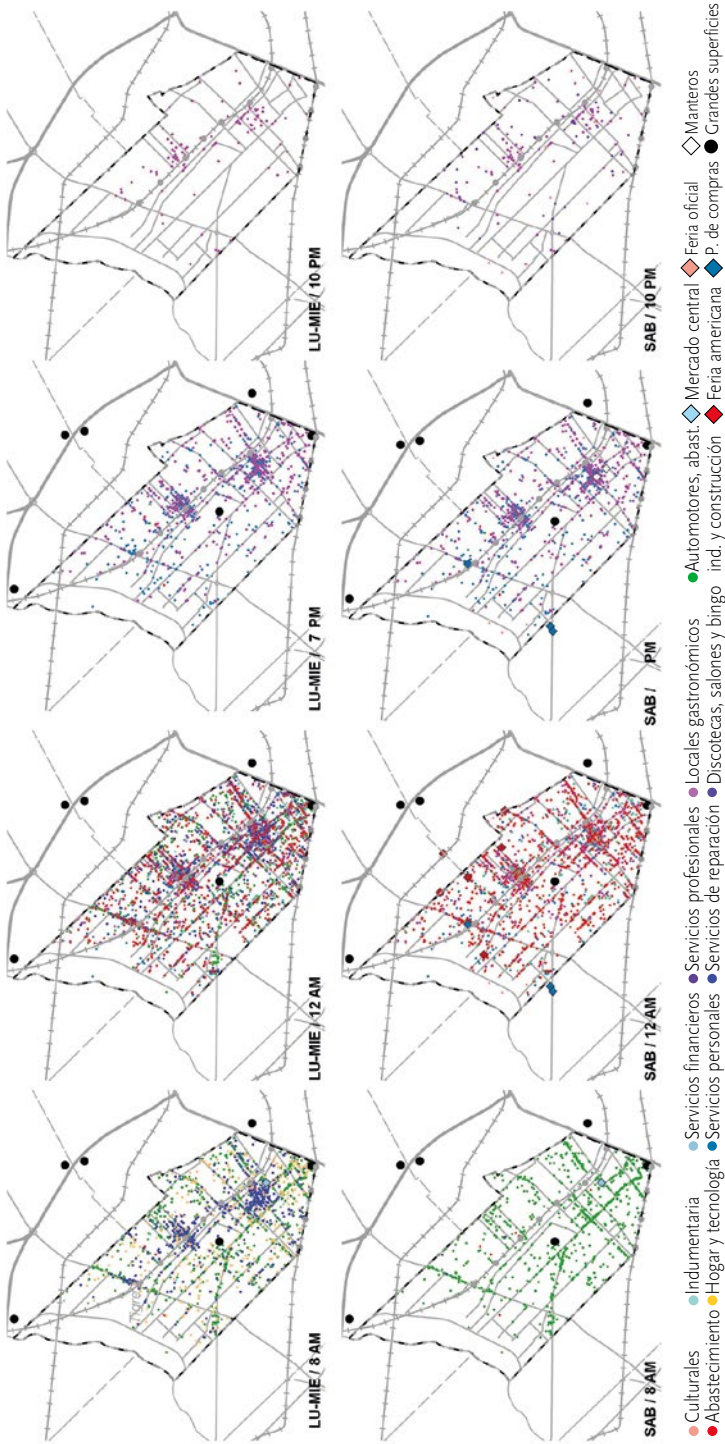 LU-MIE / 8 AM
LU-MIE / 12 AM
LU-MIE / 7 PM
LU-MIE / 10 PM
SAB / 8 AM
SAB / 12 AM
SAB / PM
SAB / 10 PM
Culturales Indumentaria Servicios financieros Servicios profesionales Locales gastronómicos Automotores, abast. Mercado central Feria oficial Manteros
Abastecimiento Hogar y tecnología Servicios personales Servicios de reparación Discotecas, salones y bingo ind. y construcción Feria americana P. de compras Grandes superficies